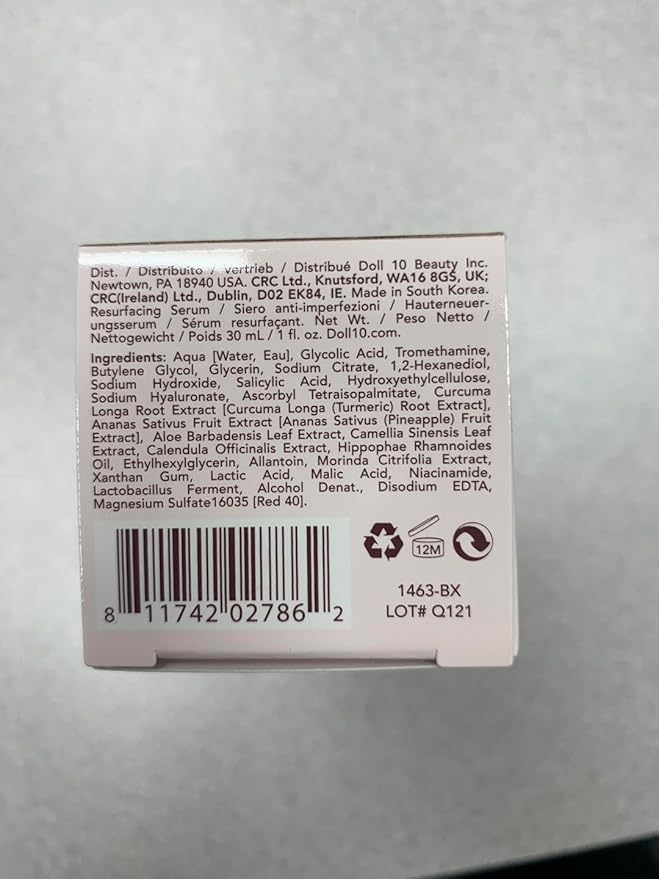 Dist. / Distribuito / Vertrieb / Distribué Doll 10 Beauty Inc.
Newtown, PA 18940 USA. CRC Ltd., Knutsford, WA16 8GS, UK;
CRC(Ireland) Ltd., Dublin, D02 EK84, IE. Made in South Korea.
Resurfacing Serum / Siero anti-imperfezioni / Hauterneuer-
ungsserum / Sérum resurfaçant. Net Wt. / Peso Netto /
Nettogewicht / Poids 30 mL / 1 fl. oz. Doll10.com.
Ingredients: Aqua [Water, Eau], Glycolic Acid, Tromethamine,
Butylene Glycol, Glycerin, Sodium Citrate, 1,2-Hexanediol,
Sodium Hydroxide, Salicylic Acid, Hydroxyethylcellulose,
Sodium Hyaluronate, Ascorbyl Tetraisopalmitate, Curcuma
Longa Root Extract [Curcuma Longa (Turmeric) Root Extract],
Ananas Sativus Fruit Extract [Ananas Sativus (Pineapple) Fruit
Extract], Aloe Barbadensis Leaf Extract, Camellia Sinensis Leaf
Extract, Calendula Officinalis Extract, Hippophae Rhamnoides
Oil, Ethylhexylglycerin, Allantoin, Morinda Citrifolia Extract,
Xanthan Gum, Lactic Acid, Malic Acid, Niacinamide,
Lactobacillus Ferment, Alcohol Denat., Disodium EDTA,
Magnesium Sulfate16035 [Red 40].
12M
1463-BX
LOT# Q121
8 11742 02786 2